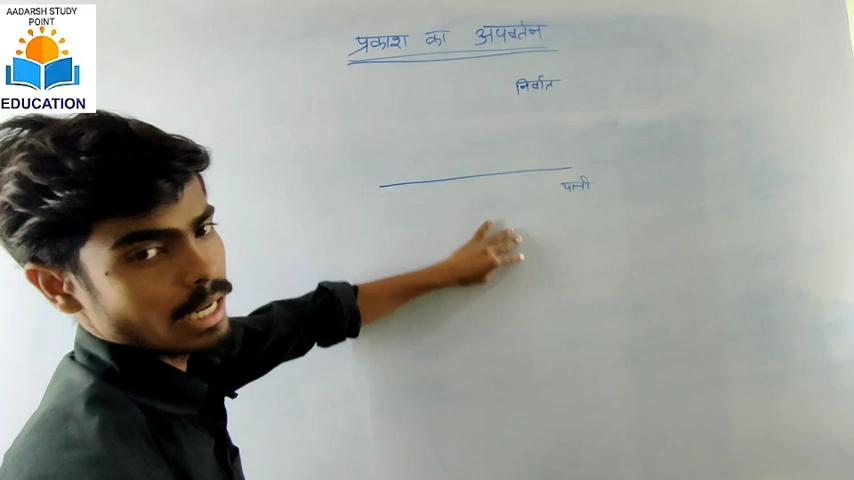 AADARSH STUDY
POINT
EDUCATION
प्रकाश का अपवर्तन
निर्वात
पानी